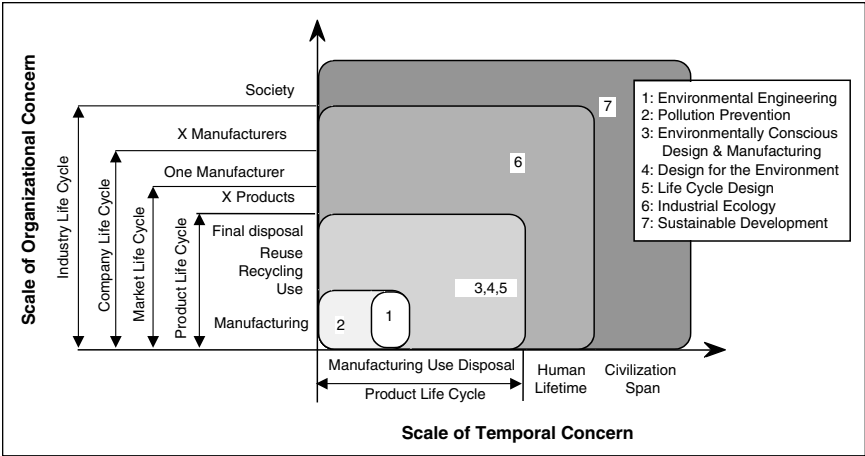 Scale of Organizational Concern
Industry Life Cycle
Company Life Cycle
Market Life Cycle
Product Life Cycle
Society
X Manufacturers
One Manufacturer
X Products
Final disposal
Reuse
Recycling
Use
Manufacturing
7
6
3,4,5
2
1
1: Environmental Engineering
2: Pollution Prevention
3: Environmentally Conscious
Design & Manufacturing
4: Design for the Environment
5: Life Cycle Design
6: Industrial Ecology
7: Sustainable Development
Manufacturing Use Disposal
Product Life Cycle
Human
Lifetime
Civilization
Span
Scale of Temporal Concern